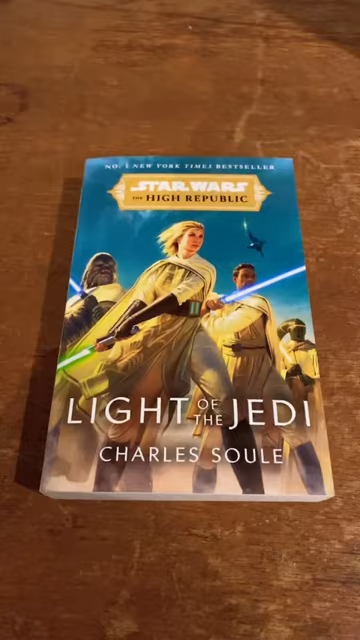 NO. 1 NEW YORK TIMES BESTSELLER
STAR WARS
THE HIGH REPUBLIC
LIGHT OF THE JEDI
CHARLES SOULE